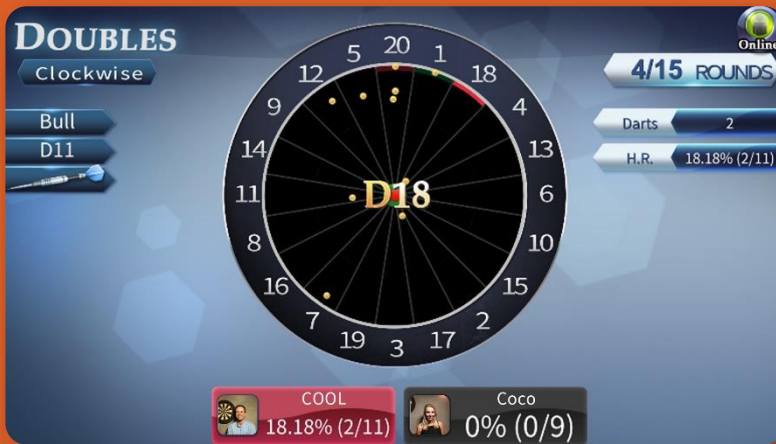 DOUBLES
Clockwise
Bull
D11
Online
4/15 ROUNDS
Darts 2
H.R. 18.18% (2/11)
20
1
18
4
13
6
10
15
2
17
3
19
7
16
8
11
14
9
12
5
D18
COOL
18.18% (2/11)
Coco
0% (0/9)